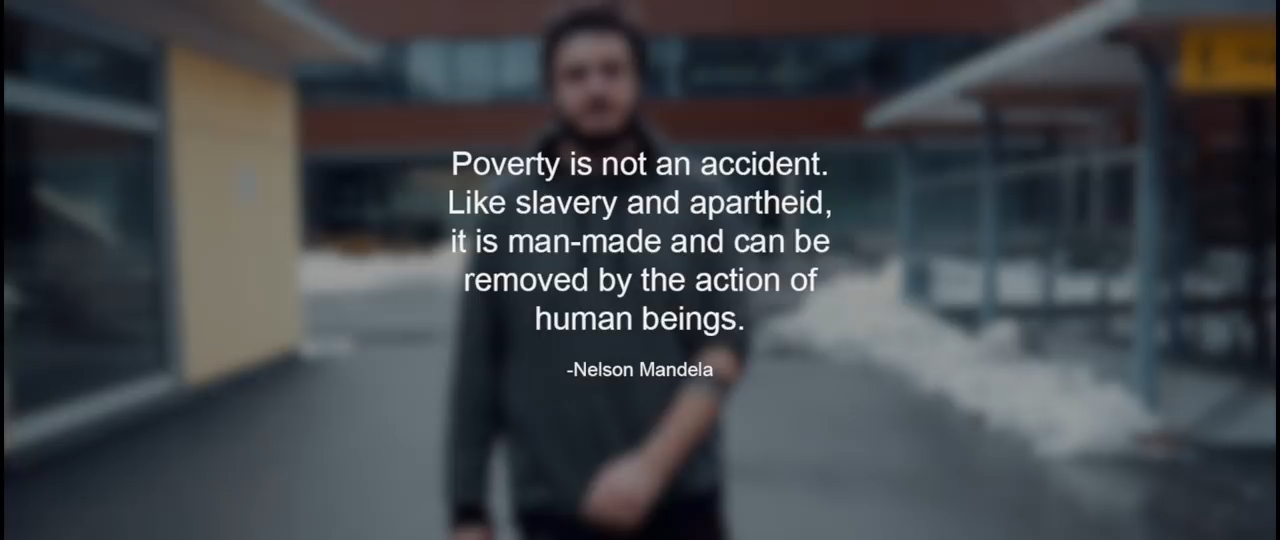 Poverty is not an accident.
Like slavery and apartheid,
it is man-made and can be
removed by the action of
human beings.
-Nelson Mandela